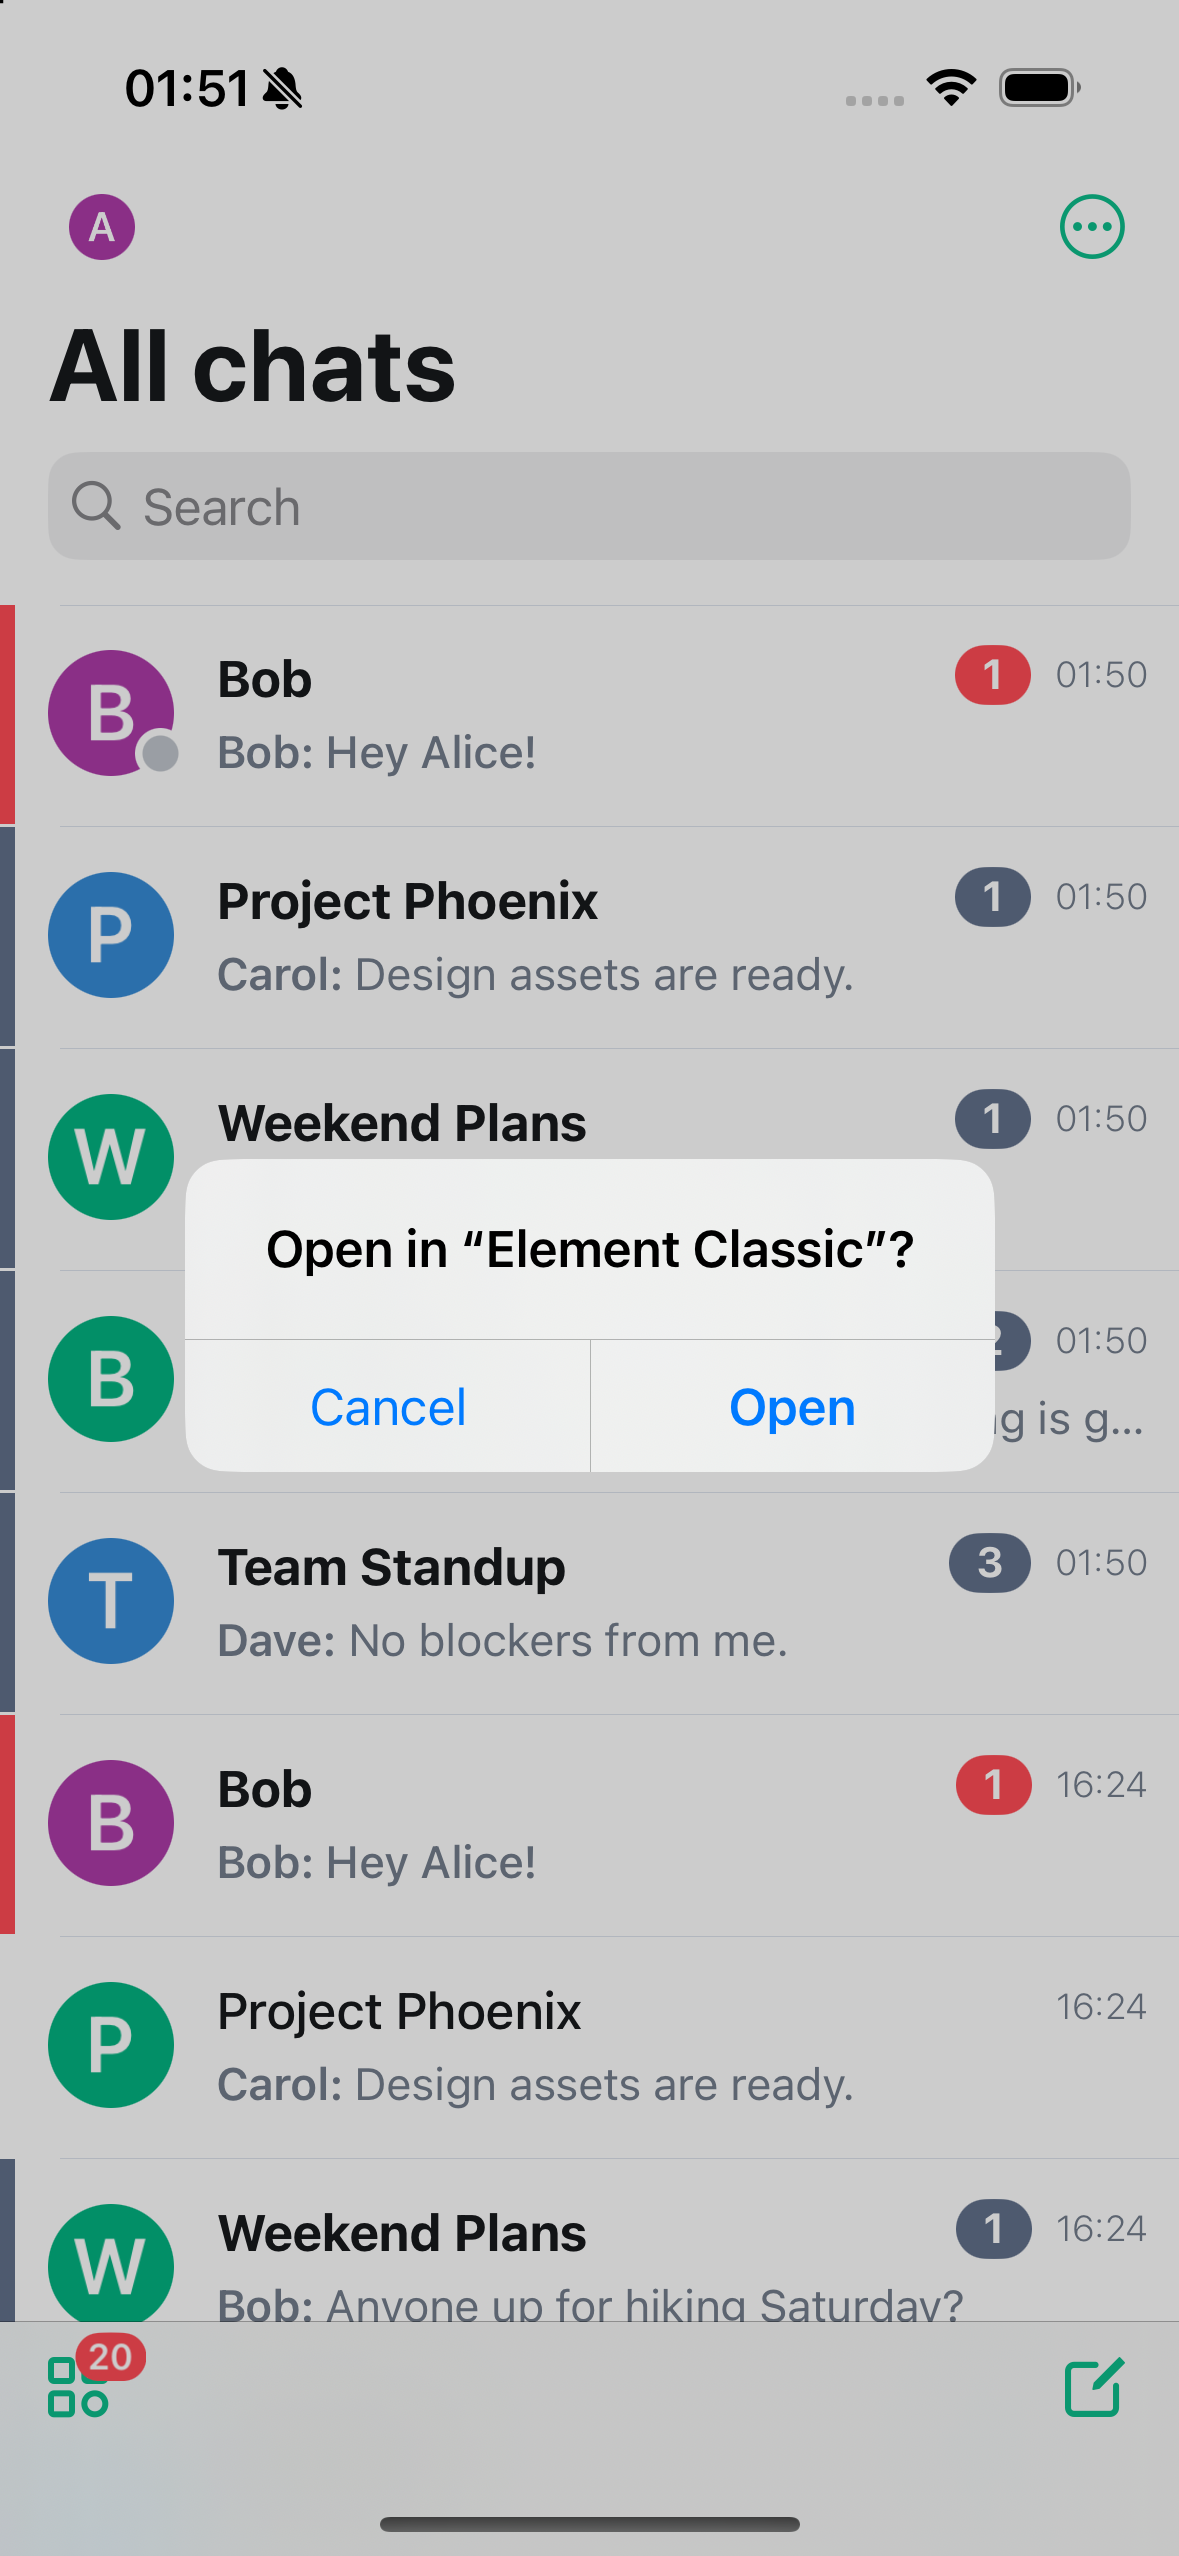 01:51
A
All chats
Search
B
Bob
1
01:50
Bob: Hey Alice!
P
Project Phoenix
1
01:50
Carol: Design assets are ready.
W
Weekend Plans
1
01:50
Open in “Element Classic”?
Cancel
Open
B
01:50
is g...
T
Team Standup
3
01:50
Dave: No blockers from me.
B
Bob
1
16:24
Bob: Hey Alice!
P
Project Phoenix
16:24
Carol: Design assets are ready.
W
Weekend Plans
1
16:24
Bob: Anyone up for hiking Saturday?
20